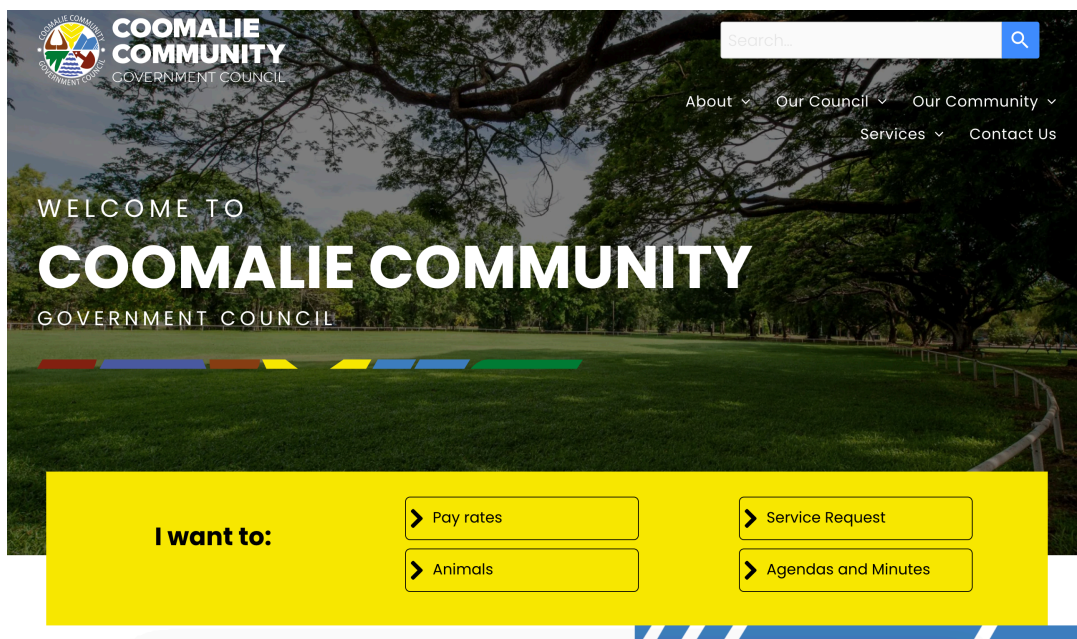 COOMALIE COMMUNITY
GOVERNMENT COUNCIL
COOMALIE
COMMUNITY
GOVERNMENT COUNCIL
Search...
About
Our Council
Our Community
Services
Contact Us
WELCOME TO
COOMALIE COMMUNITY
GOVERNMENT COUNCIL
I want to:
Pay rates
Service Request
Animals
Agendas and Minutes